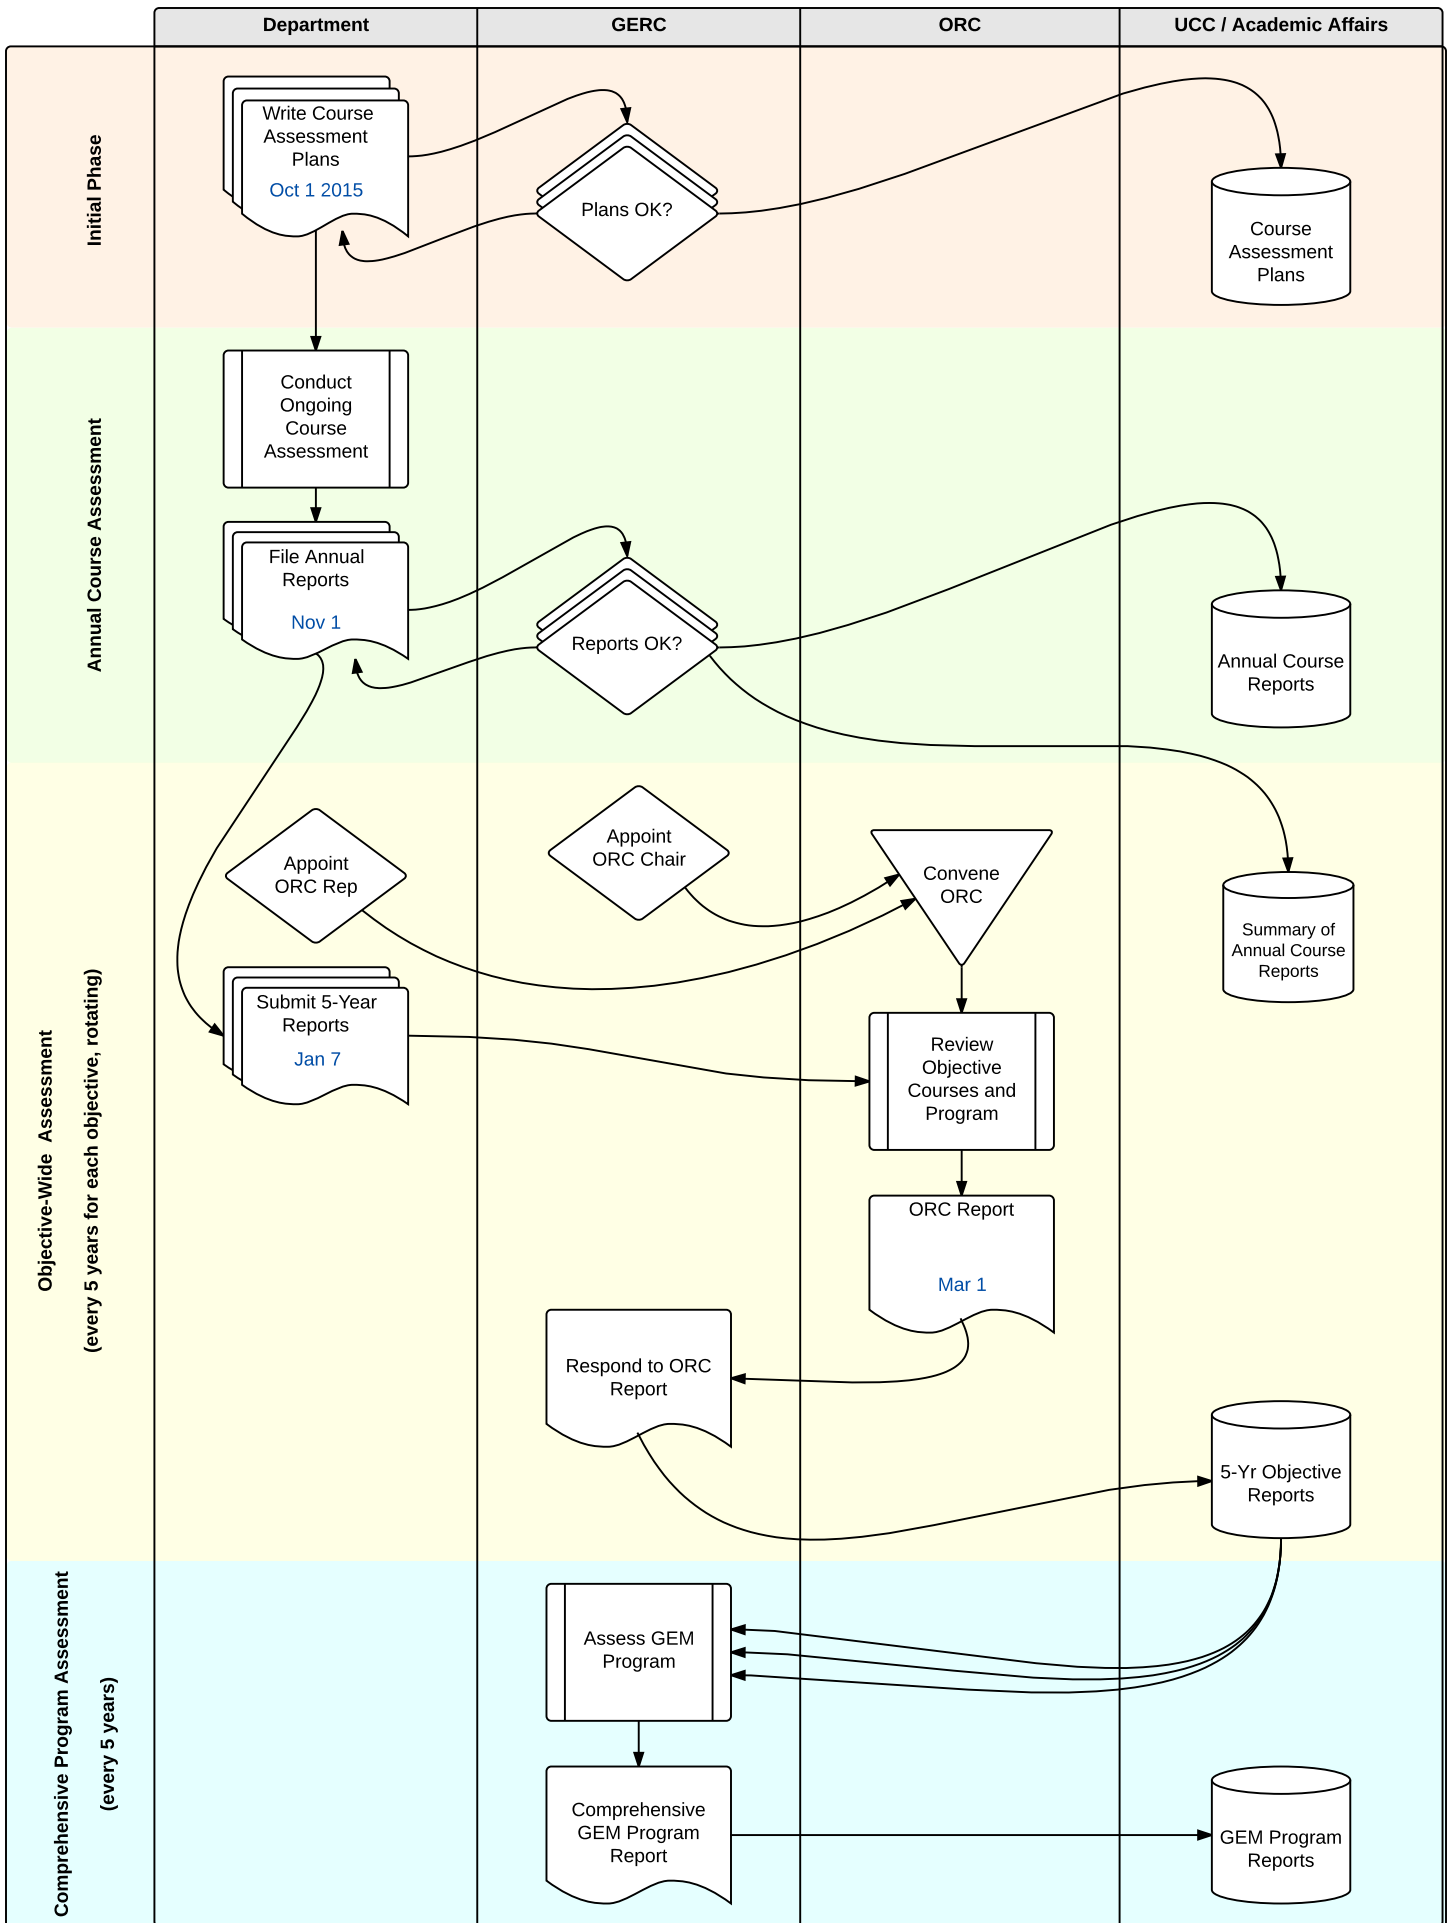 Department
GERC
ORC
UCC / Academic Affairs
Initial Phase
Write Course
Assessment
Plans
Oct 1 2015
Plans OK?
Course
Assessment
Plans
Annual Course Assessment
Conduct
Ongoing
Course
Assessment
File Annual
Reports
Nov 1
Reports OK?
Annual Course
Reports
Objective-Wide Assessment
(every 5 years for each objective, rotating)
Appoint
ORC Rep
Appoint
ORC Chair
Convene
ORC
Summary of
Annual Course
Reports
Submit 5-Year
Reports
Jan 7
Review
Objective
Courses and
Program
ORC Report
Mar 1
Respond to ORC
Report
5-Yr Objective
Reports
Comprehensive Program Assessment
(every 5 years)
Assess GEM
Program
Comprehensive
GEM Program
Report
GEM Program
Reports